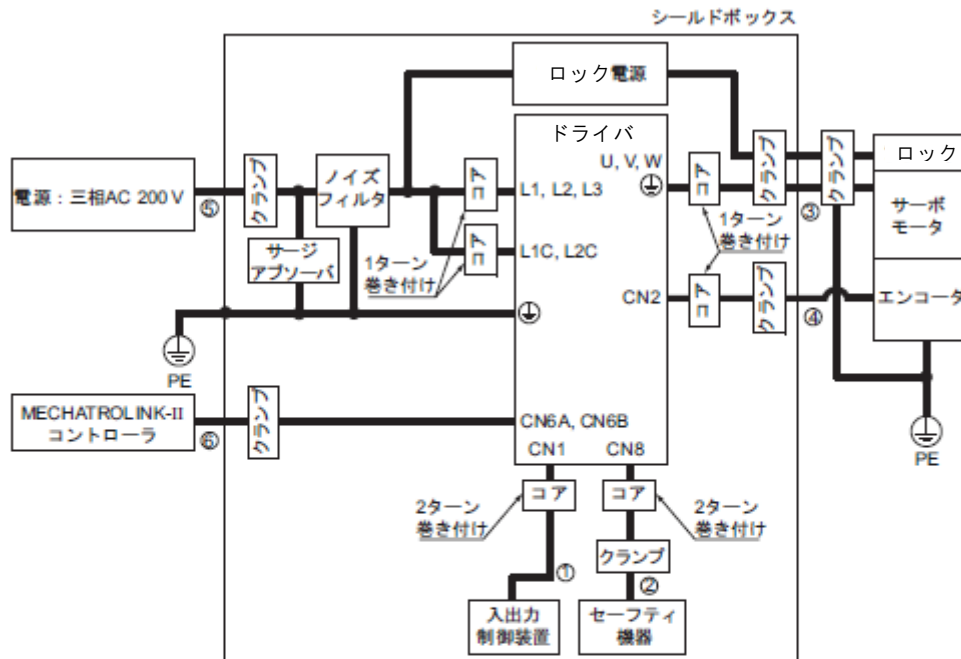 シールドボックス
ロック電源
ドライバ
U, V, W
ロック
電源：三相AC 200 V
⑤
クランプ
ノイズ
フィルタ
コア
L1, L2, L3
コア
クランプ
③
クランプ
サーボ
モータ
サージ
アブソーバ
1ターン
巻き付け
コア
L1C, L2C
1ターン
巻き付け
CN2
コア
クランプ
④
エンコータ
PE
MECHATROLINK-II
コントローラ
⑥
クランプ
CN6A, CN6B
CN1
CN8
PE
2ターン
巻き付け
コア
コア
2ターン
巻き付け
クランプ
①
②
入出力
制御装置
セーフティ
機器